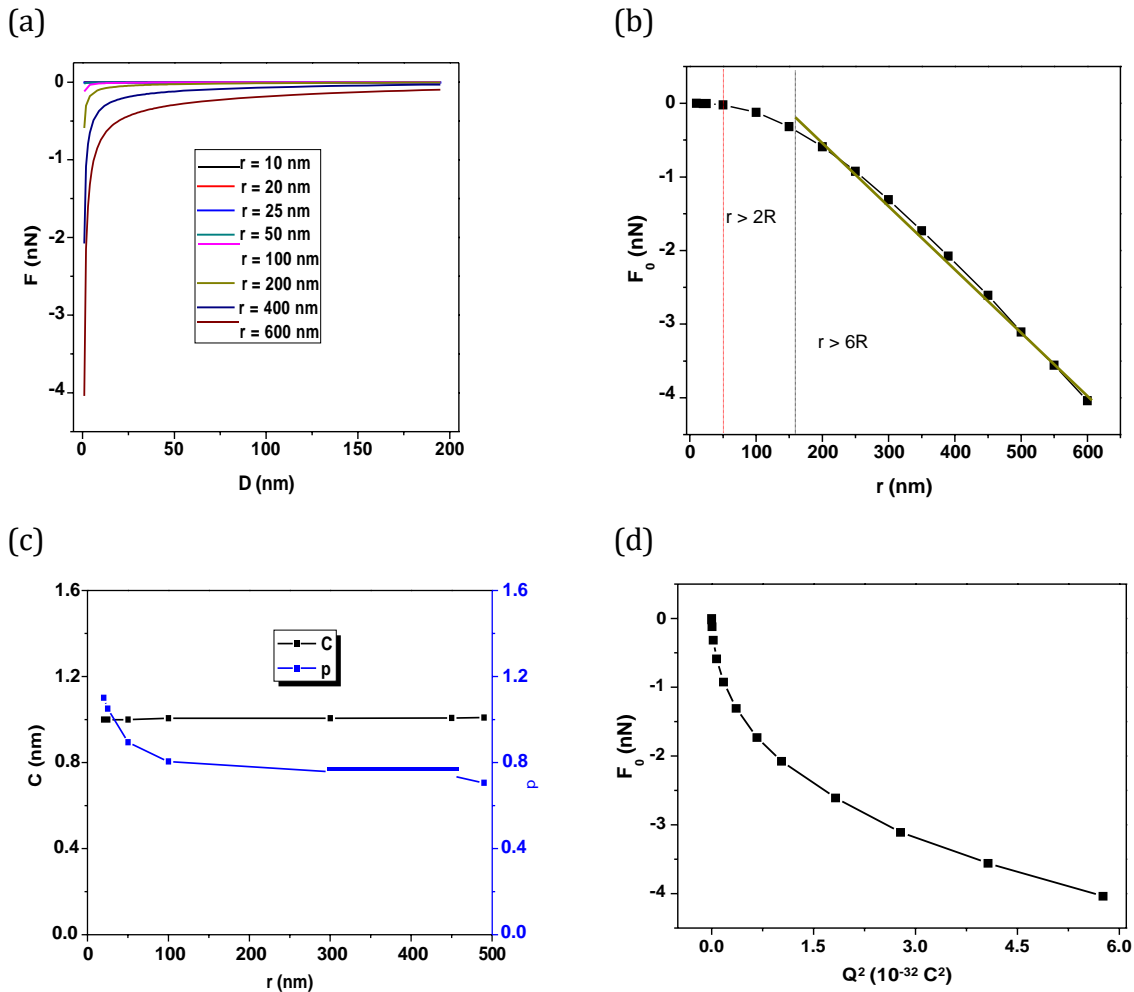 (a)
0
-1
-2
-3
-4
F (nN)
r = 10 nm
r = 20 nm
r = 25 nm
r = 50 nm
r = 100 nm
r = 200 nm
r = 400 nm
r = 600 nm
0 50 100 150 200
D (nm)
(b)
0
-1
-2
-3
-4
F₀ (nN)
r > 2R
r > 6R
0 100 200 300 400 500 600
r (nm)
(c)
1.6
1.2
0.8
0.4
0.0
C (nm)
C
p
1.6
1.2
0.8
0.4
0.0
p
0 100 200 300 400 500
r (nm)
(d)
0
-1
-2
-3
-4
F₀ (nN)
0.0 1.5 3.0 4.5 6.0
Q² (10⁻³² C²)